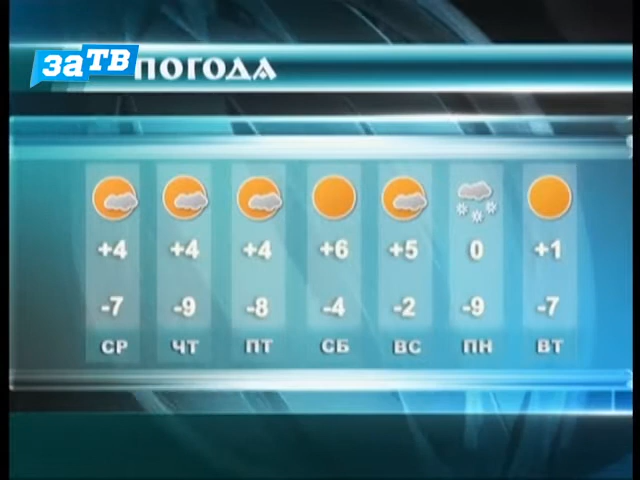 заТВ
ПОГОДА
+4 +4 +4 +6 +5 0 +1
-7 -9 -8 -4 -2 -9 -7
СР ЧТ ПТ СБ ВС ПН ВТ